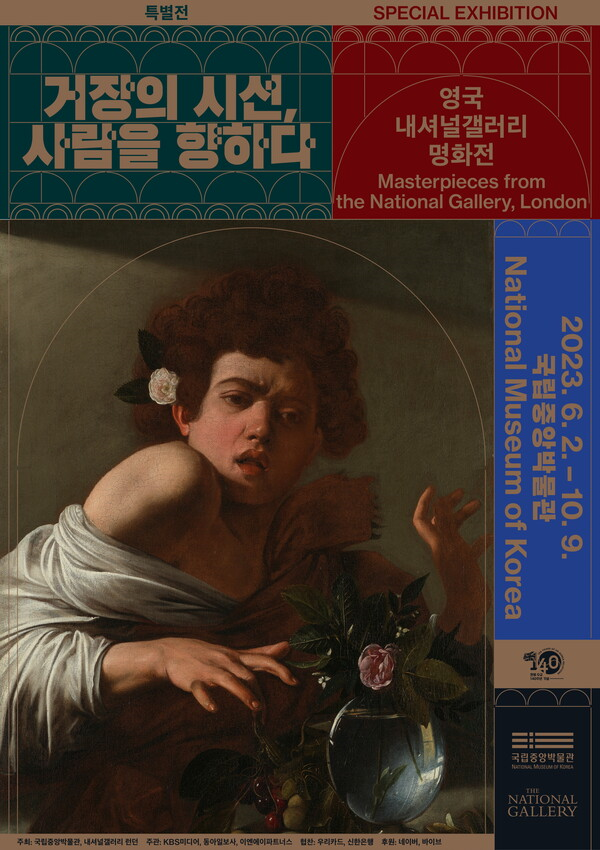 특별전
SPECIAL EXHIBITION
거장의 시선,
사람을 향하다
영국
내셔널갤러리
명화전
Masterpieces from
the National Gallery, London
2023. 6. 2. – 10. 9.
국립중앙박물관
National Museum of Korea
140
국립중앙박물관
NATIONAL MUSEUM OF KOREA
THE
NATIONAL
GALLERY
주최: 국립중앙박물관, 내셔널갤러리 런던 주관: KBS미디어, 동아일보사, 이엔에이파트너스 협찬: 우리카드, 신한은행 후원: 네이버, 바이브